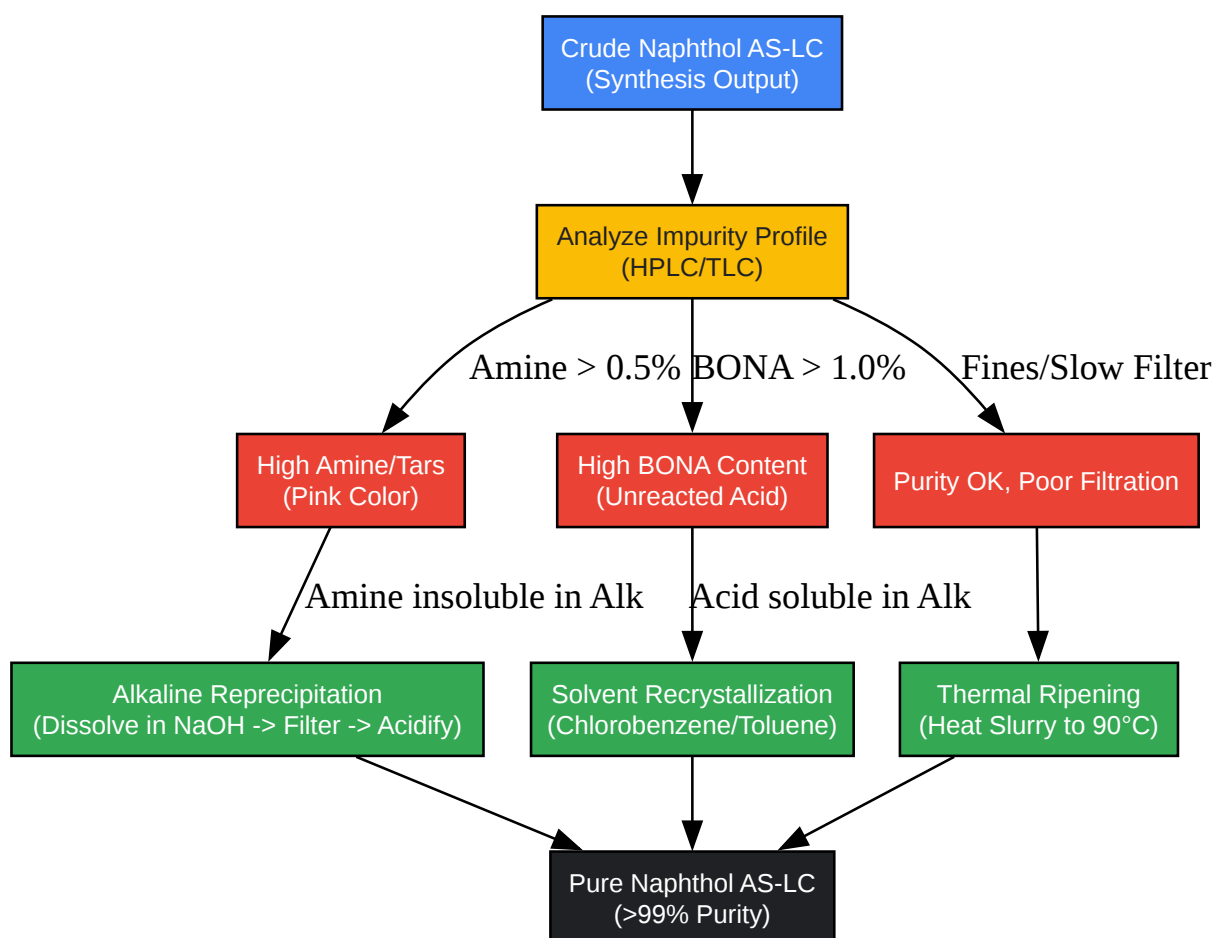 Crude Naphthol AS-LC
(Synthesis Output)
Analyze Impurity Profile
(HPLC/TLC)
Amine > 0.5%
BONA > 1.0%
Fines/Slow Filter
High Amine/Tars
(Pink Color)
High BONA Content
(Unreacted Acid)
Purity OK, Poor Filtration
Amine insoluble in Alk
Acid soluble in Alk
Alkaline Reprecipitation
(Dissolve in NaOH -> Filter -> Acidify)
Solvent Recrystallization
(Chlorobenzene/Toluene)
Thermal Ripening
(Heat Slurry to 90°C)
Pure Naphthol AS-LC
(>99% Purity)